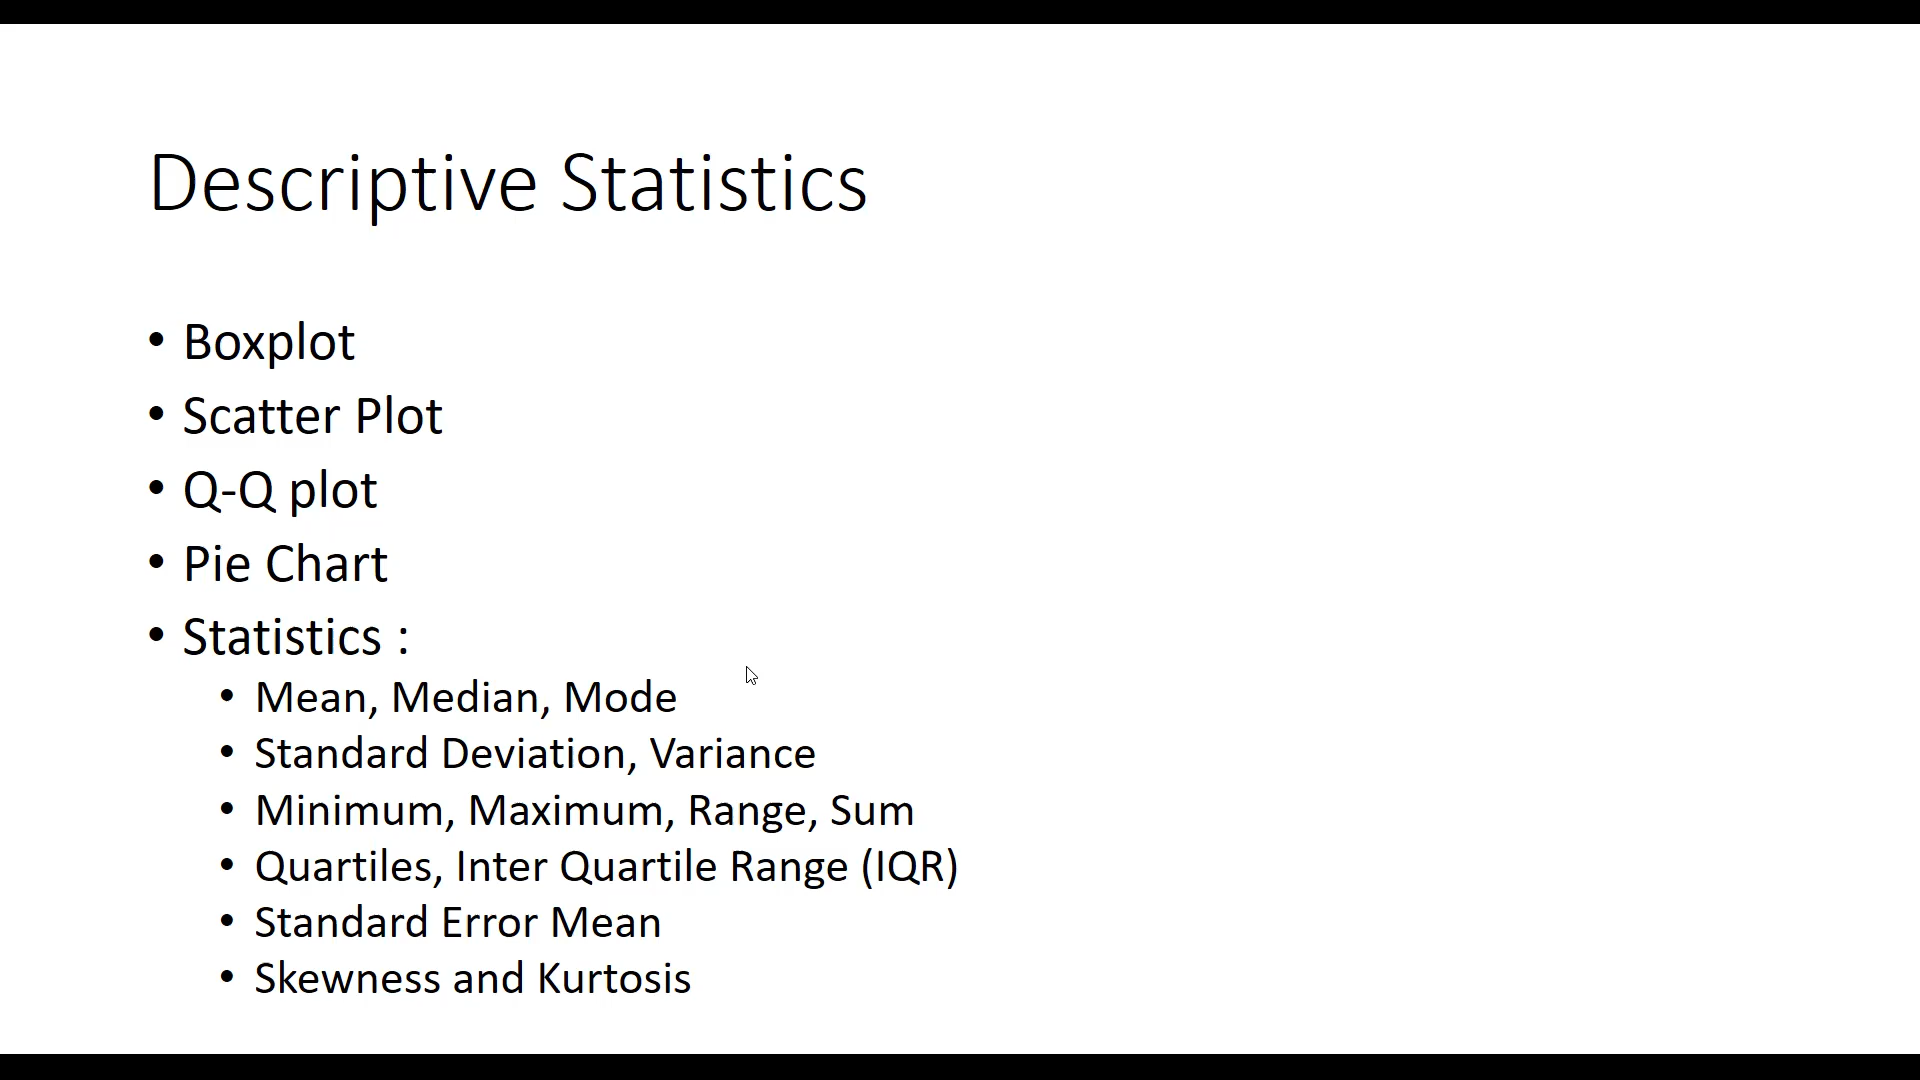 Descriptive Statistics
• Boxplot
• Scatter Plot
• Q-Q plot
• Pie Chart
• Statistics :
• Mean, Median, Mode
• Standard Deviation, Variance
• Minimum, Maximum, Range, Sum
• Quartiles, Inter Quartile Range (IQR)
• Standard Error Mean
• Skewness and Kurtosis